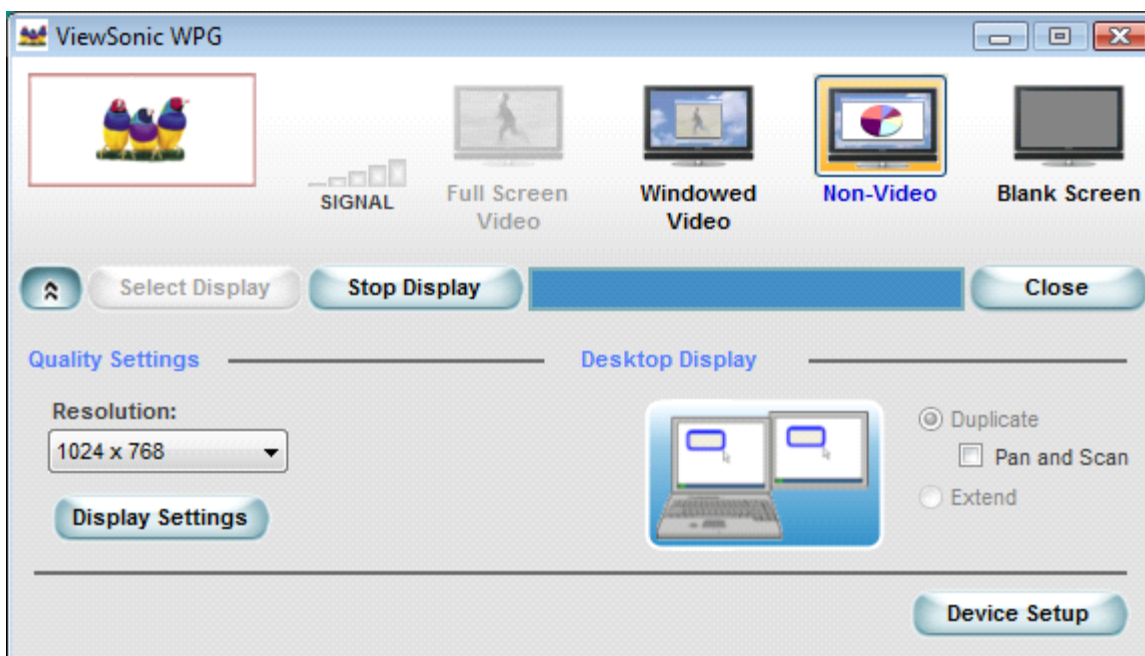 ViewSonic WPG
SIGNAL
Full Screen
Video
Windowed
Video
Non-Video
Blank Screen
Select Display
Stop Display
Close
Quality Settings
Desktop Display
Resolution:
1024 x 768
Display Settings
Duplicate
Pan and Scan
Extend
Device Setup